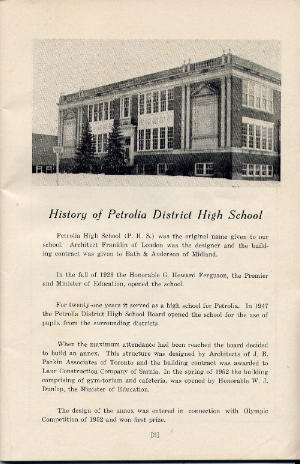 History of Petrolia District High School
Petrolia High School (P. H. S.) was the original name given to our
school. Architect Franklin of London was the designer and the build-
ing contract was given to Bath & Anderson of Midland.
In the fall of 1926 the Honorable G. Howard Ferguson, the Premier
and Minister of Education, opened the school.
For twenty-one years it served as a high school for Petrolia. In 1947
the Petrolia District High School Board opened the school for the use of
pupils from the surrounding districts.
When the maximum attendance had been reached the board decided
to build an annex. This structure was designed by Architects of J. B.
Parkin Associates of Toronto and the building contract was awarded to
Laur Construction Company of Sarnia. In the spring of 1952 the building
comprising of gym-torium and cafeteria, was opened by Honorable W. J.
Dunlop, the Minister of Education.
The design of the annex was entered in connection with Olympic
Competition of 1952 and won first prize.